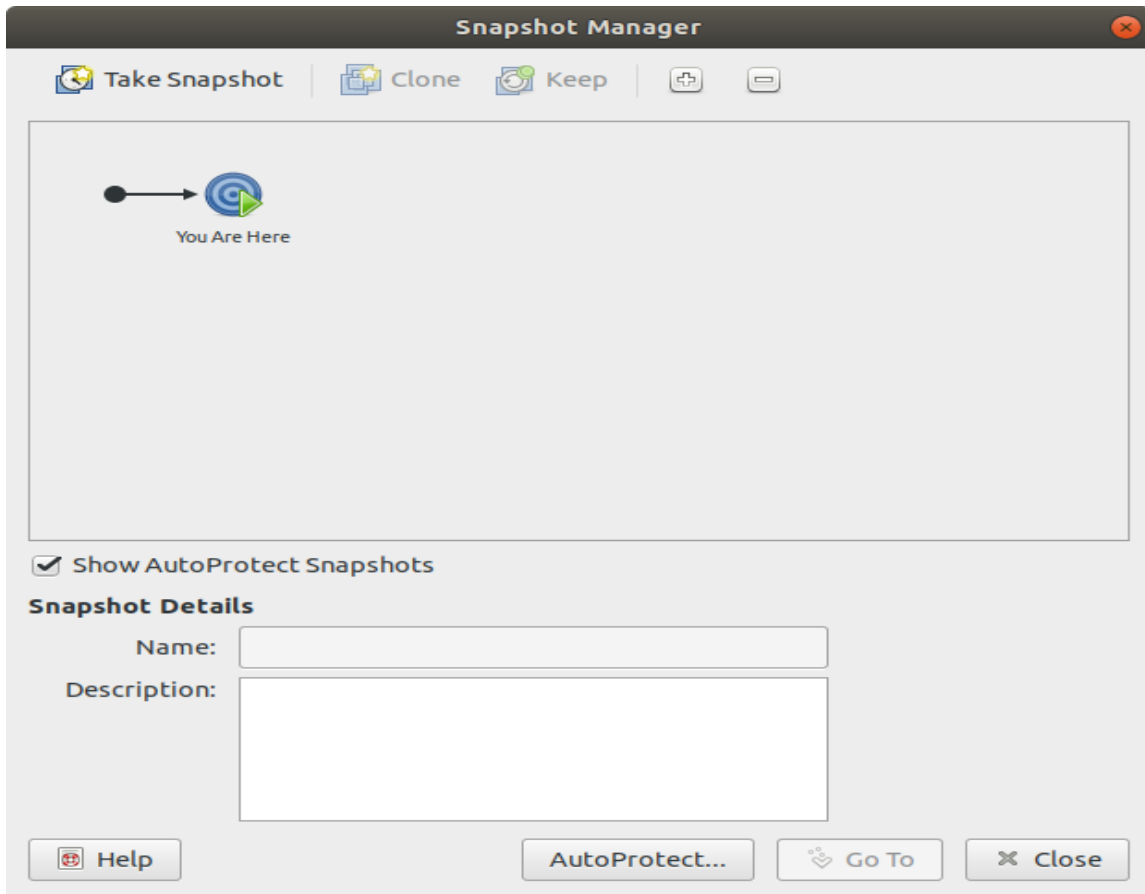 Snapshot Manager
Take Snapshot Clone Keep
You Are Here
Show AutoProtect Snapshots
Snapshot Details
Name:
Description:
Help AutoProtect... Go To Close